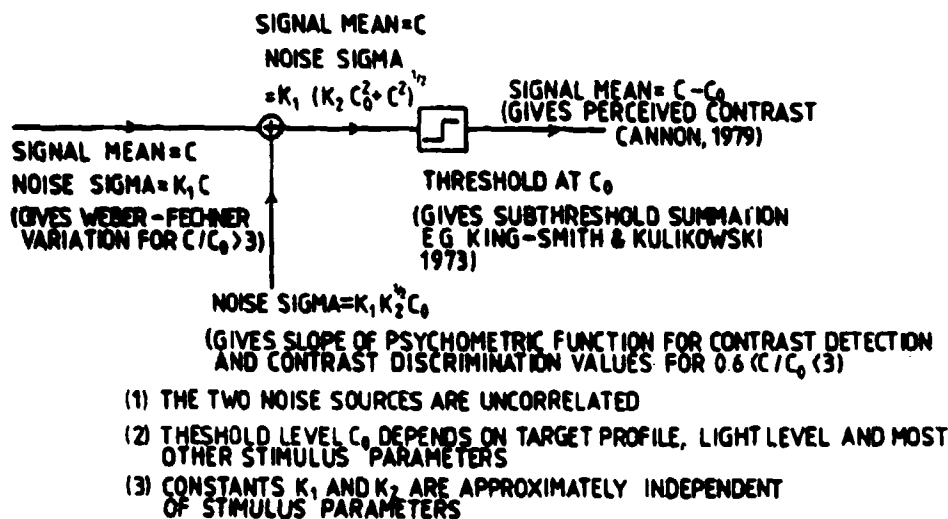 SIGNAL MEAN=C
NOISE SIGMA
=K₁ (K₂ C₀²+ C²)^1/2
SIGNAL MEAN= C-C₀
(GIVES PERCEIVED CONTRAST
CANNON, 1979)
SIGNAL MEAN=C
NOISE SIGMA=K₁C
(GIVES WEBER-FECHNER
VARIATION FOR C/C₀>3)
THRESHOLD AT C₀
(GIVES SUBTHRESHOLD SUMMATION
E G KING-SMITH & KULIKOWSKI
1973)
NOISE SIGMA=K₁K₂^1/2C₀
(GIVES SLOPE OF PSYCHOMETRIC FUNCTION FOR CONTRAST DETECTION
AND CONTRAST DISCRIMINATION VALUES FOR 0.6<C/C₀<3)
(1) THE TWO NOISE SOURCES ARE UNCORRELATED
(2) THESHOLD LEVEL C₀ DEPENDS ON TARGET PROFILE, LIGHT LEVEL AND MOST
OTHER STIMULUS PARAMETERS
(3) CONSTANTS K₁ AND K₂ ARE APPROXIMATELY INDEPENDENT
OF STIMULUS PARAMETERS